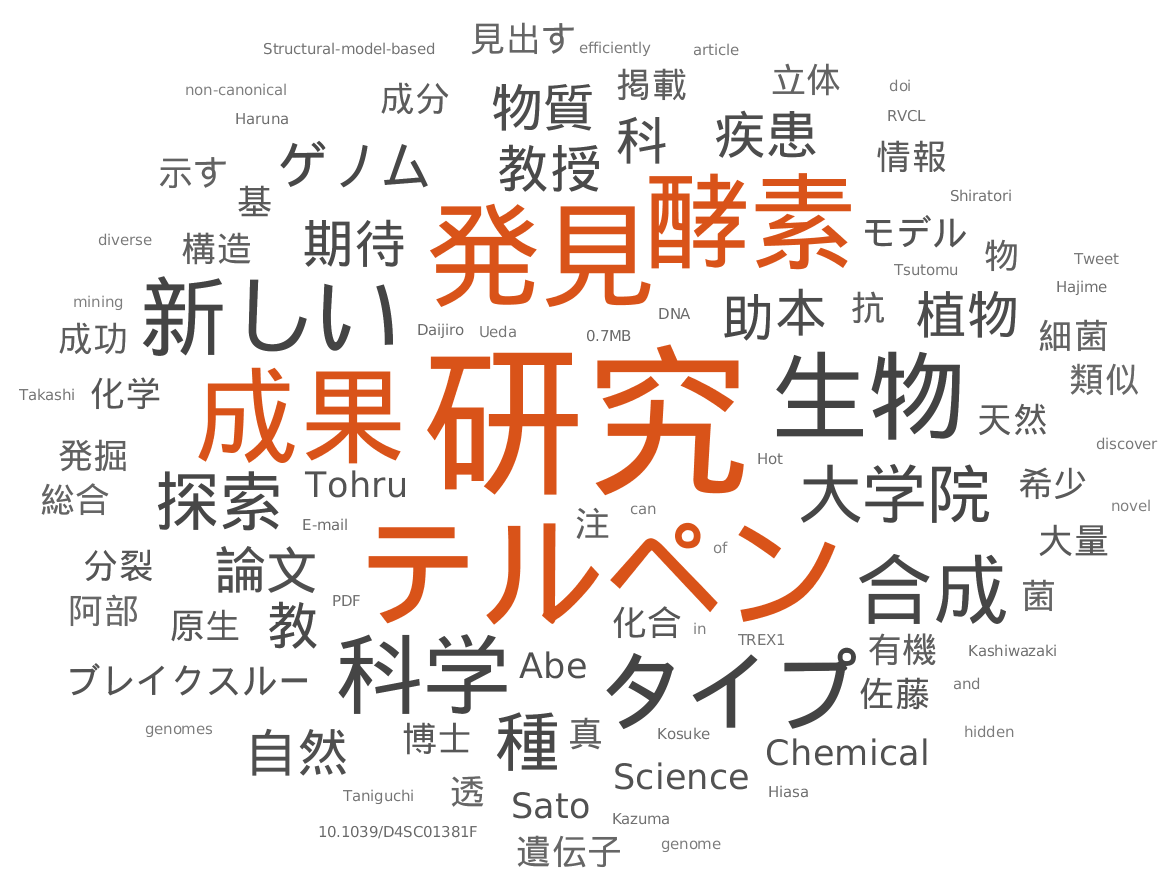 見出す
Structural-model-based
efficiently
article
掲載
立体
doi
non-canonical
成分
物質
RVCL
Haruna
科
疾患
ゲノム
教授
情報
示す
基
酵素
Shiratori
発見
モデル
diverse
構造
期待
物
Tweet
Tsutomu
Hajime
mining
新しい
DNA
助本
抗
植物
成功
Daijiro
Ueda
0.7MB
細菌
類似
Takashi
化学
成果
研究
生物
天然
discover
発掘
Hot
総合
探索
Tohru
大学院
希少
novel
E-mail
注
can
of
大量
分裂
論文
テルペン
合成
菌
阿部
原生
教
PDF
化合
in
TREX1
有機
Kashiwazaki
ブレイクスルー
科学
Abe
タイプ
佐藤
and
genomes
自然
博士
種
真
Kosuke
hidden
Chemical
Science
Taniguchi
透
Sato
Hiasa
10.1039/D4SC01381F
Kazuma
遺伝子
genome